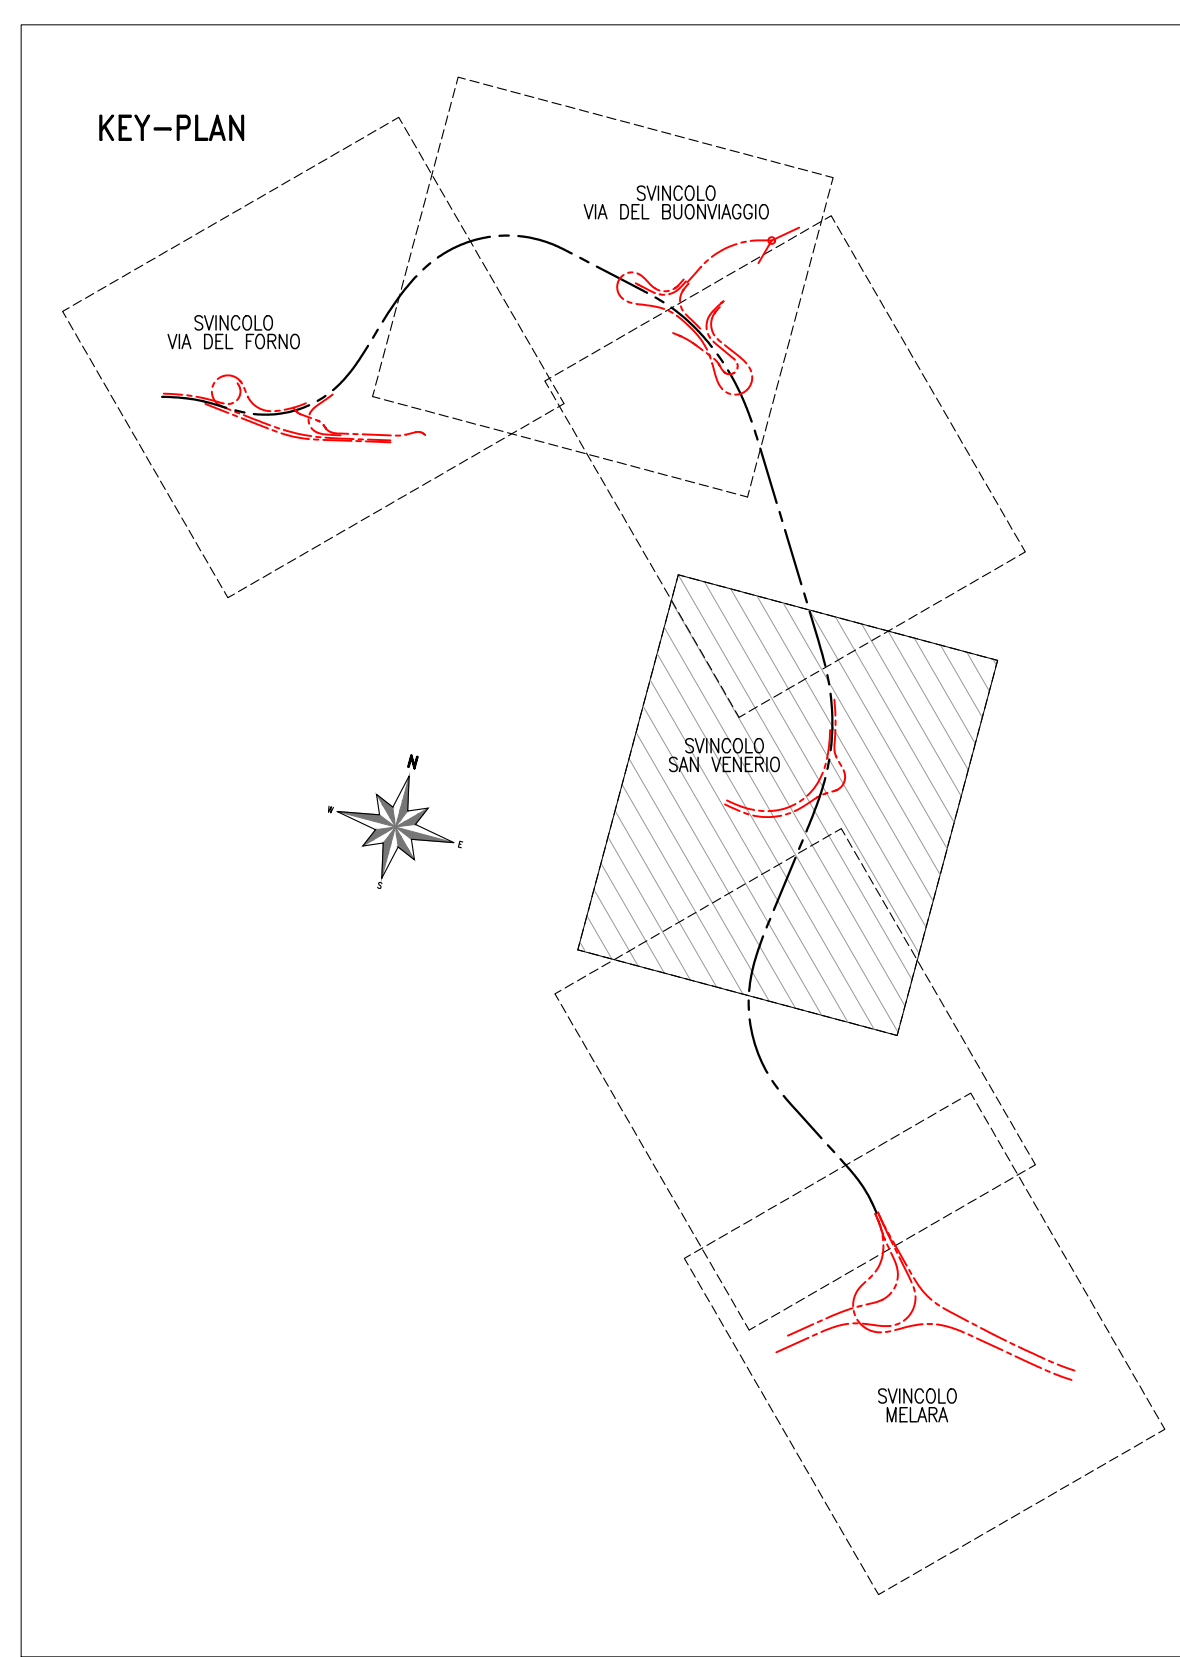 KEY-PLAN
SVINCOLO
VIA DEL BUONVIAGGIO
SVINCOLO
VIA DEL FORNO
SVINCOLO
SAN VENERIO
N
W
E
S
SVINCOLO
MELARA